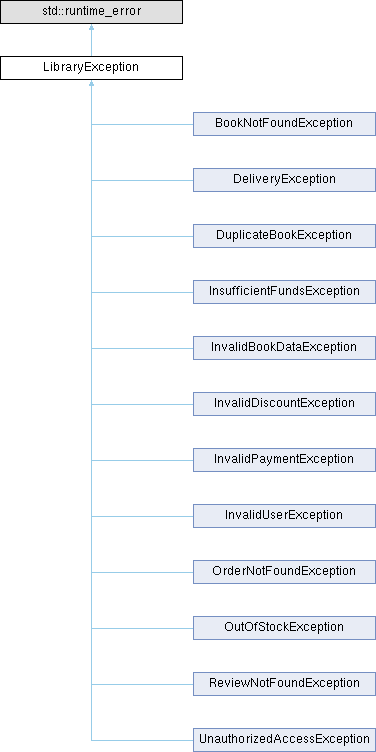 std::runtime_error
LibraryException
BookNotFoundException
DeliveryException
DuplicateBookException
InsufficientFundsException
InvalidBookDataException
InvalidDiscountException
InvalidPaymentException
InvalidUserException
OrderNotFoundException
OutOfStockException
ReviewNotFoundException
UnauthorizedAccessException